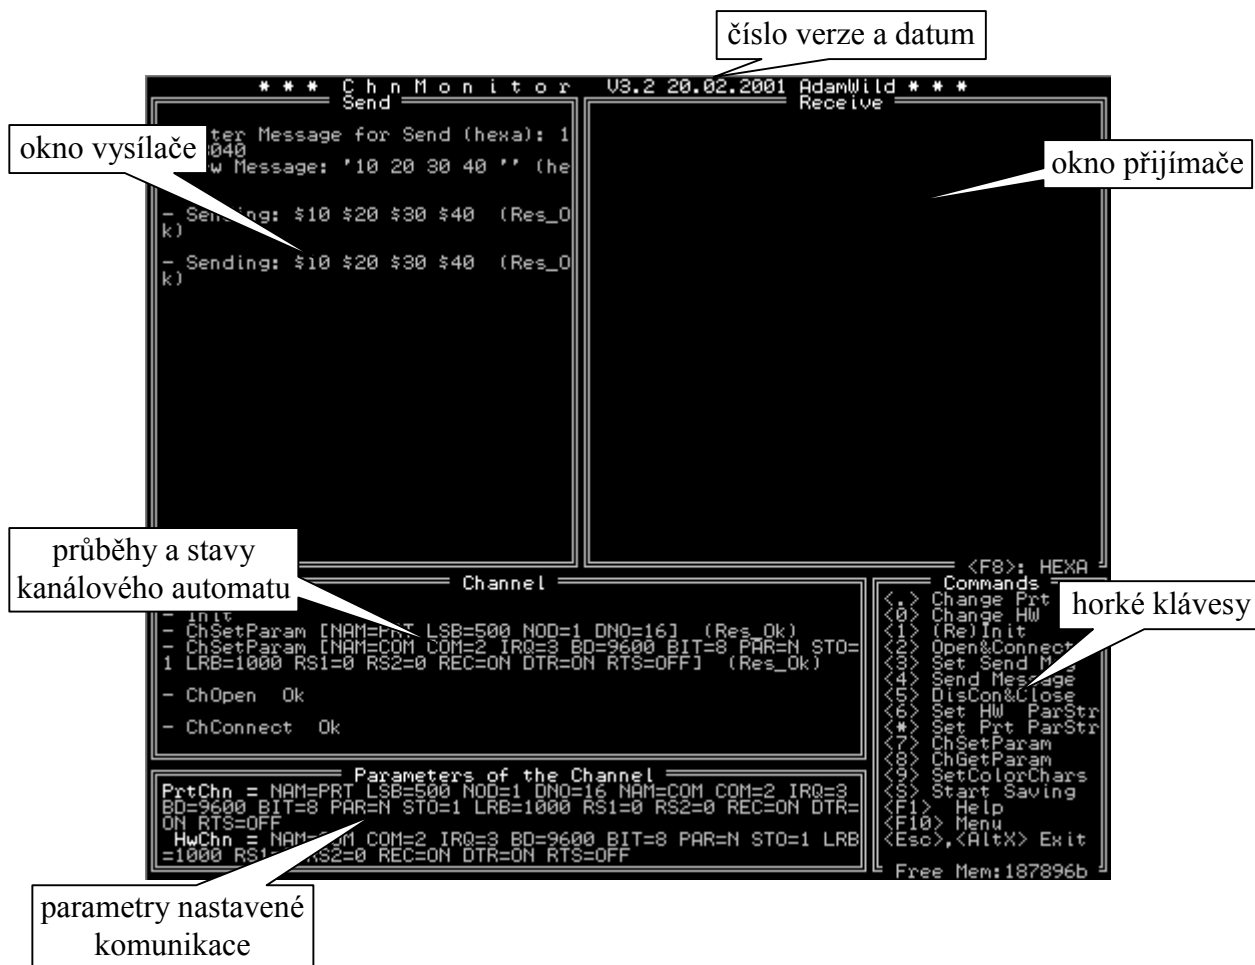 číslo verze a datum
* * * C h n M o n i t o r V3.2 20.02.2001 AdamWild * * *
Send
Receive
okno vysílače
okno přijímače
ter Message for Send (hexa): 1
3040
w Message: '10 20 30 40 '' (he
- Sending: $10 $20 $30 $40 (Res_O
k)
- Sending: $10 $20 $30 $40 (Res_O
k)
průběhy a stavy
kanálového automatu
<F8>: HEXA
Channel
- Init
- ChSetParam [NAM=PRT LSB=500 NOD=1 DNO=16] (Res_Ok)
- ChSetParam [NAM=COM COM=2 IRQ=3 BD=9600 BIT=8 PAR=N STO=
1 LRB=1000 RS1=0 RS2=0 REC=ON DTR=ON RTS=OFF] (Res_Ok)
- ChOpen Ok
- ChConnect Ok
Commands
<.> Change Prt
<0> Change HW
<1> (Re)Init
<2> Open&Connect
<3> Set Send Msg
<4> Send Message
<5> DisCon&Close
<6> Set HW ParStr
<*> Set Prt ParStr
<7> ChSetParam
<8> ChGetParam
<9> SetColorChars
<S> Start Saving
<F1> Help
<F10> Menu
<Esc>,<AltX> Exit
Free Mem:187896b
horké klávesy
Parameters of the Channel
PrtChn = NAM=PRT LSB=500 NOD=1 DNO=16 NAM=COM COM=2 IRQ=3
BD=9600 BIT=8 PAR=N STO=1 LRB=1000 RS1=0 RS2=0 REC=ON DTR=
ON RTS=OFF
HwChn = NAM=COM COM=2 IRQ=3 BD=9600 BIT=8 PAR=N STO=1 LRB
=1000 RS1= RS2=0 REC=ON DTR=ON RTS=OFF
parametry nastavené
komunikace